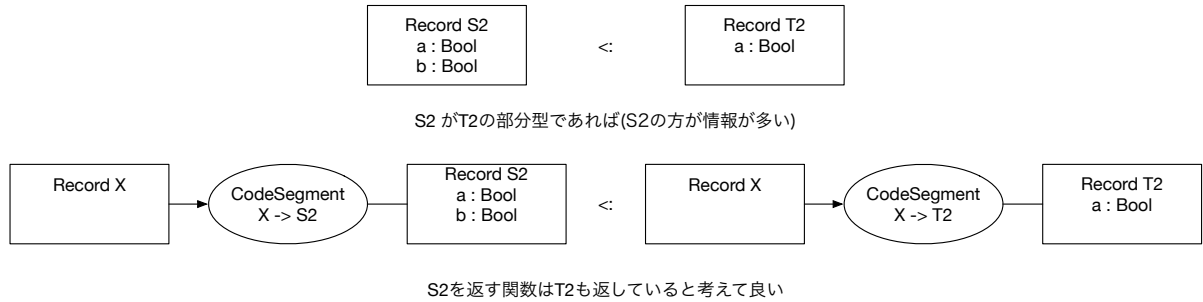 Record S2
a : Bool
b : Bool
<:
Record T2
a : Bool
S2 がT2の部分型であれば(S2の方が情報が多い)
Record X
CodeSegment
X -> S2
Record S2
a : Bool
b : Bool
<:
Record X
CodeSegment
X -> T2
Record T2
a : Bool
S2を返す関数はT2も返していると考えて良い